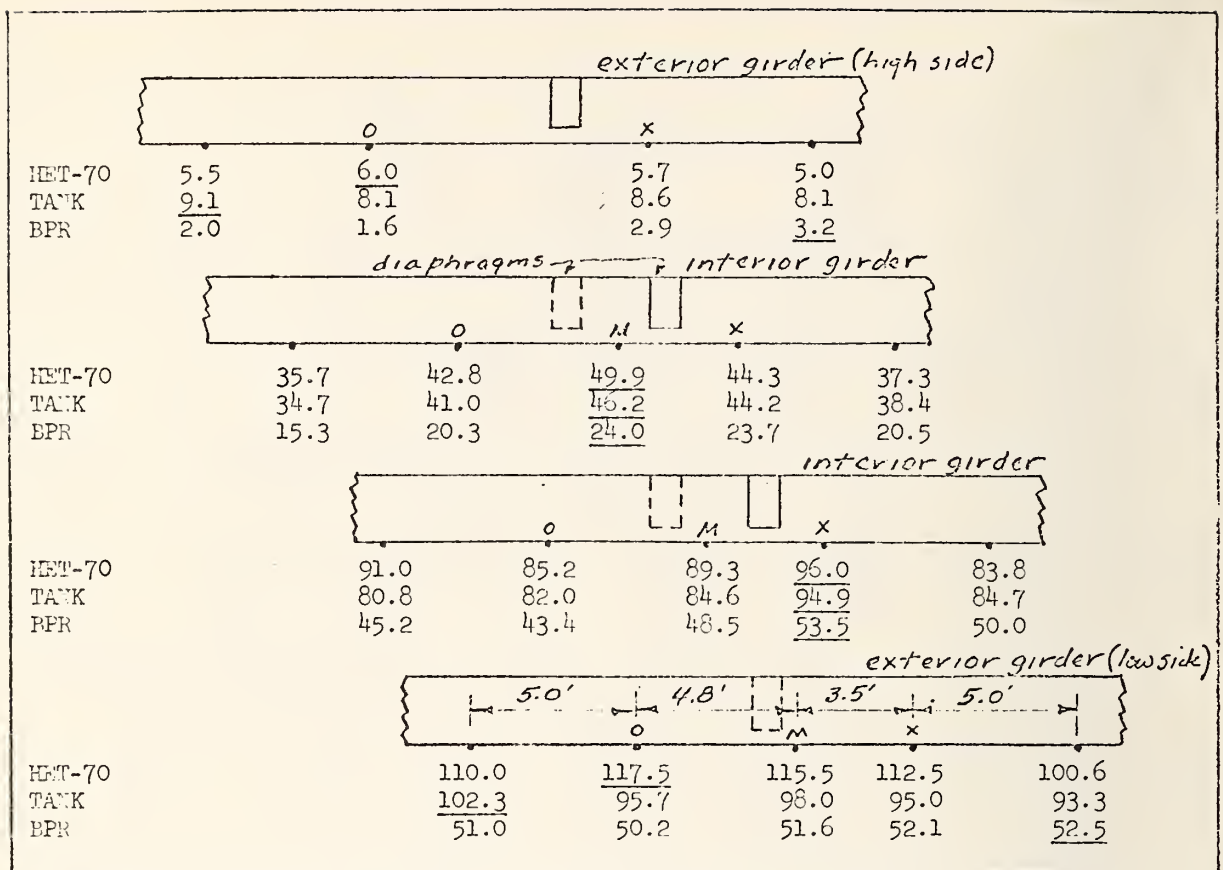 exterior girder (high side)
O X
HET-70 5.5 6.0 5.7 5.0
TANK 9.1 8.1 8.6 8.1
BPR 2.0 1.6 2.9 3.2
diaphragms interior girder
O M X
HET-70 35.7 42.8 49.9 44.3 37.3
TANK 34.7 41.0 46.2 44.2 38.4
BPR 15.3 20.3 24.0 23.7 20.5
interior girder
O M X
HET-70 91.0 85.2 89.3 96.0 83.8
TANK 80.8 82.0 84.6 94.9 84.7
BPR 45.2 43.4 48.5 53.5 50.0
exterior girder (low side)
5.0' 4.8' 3.5' 5.0'
O M X
HET-70 110.0 117.5 115.5 112.5 100.6
TANK 102.3 95.7 98.0 95.0 93.3
BPR 51.0 50.2 51.6 52.1 52.5